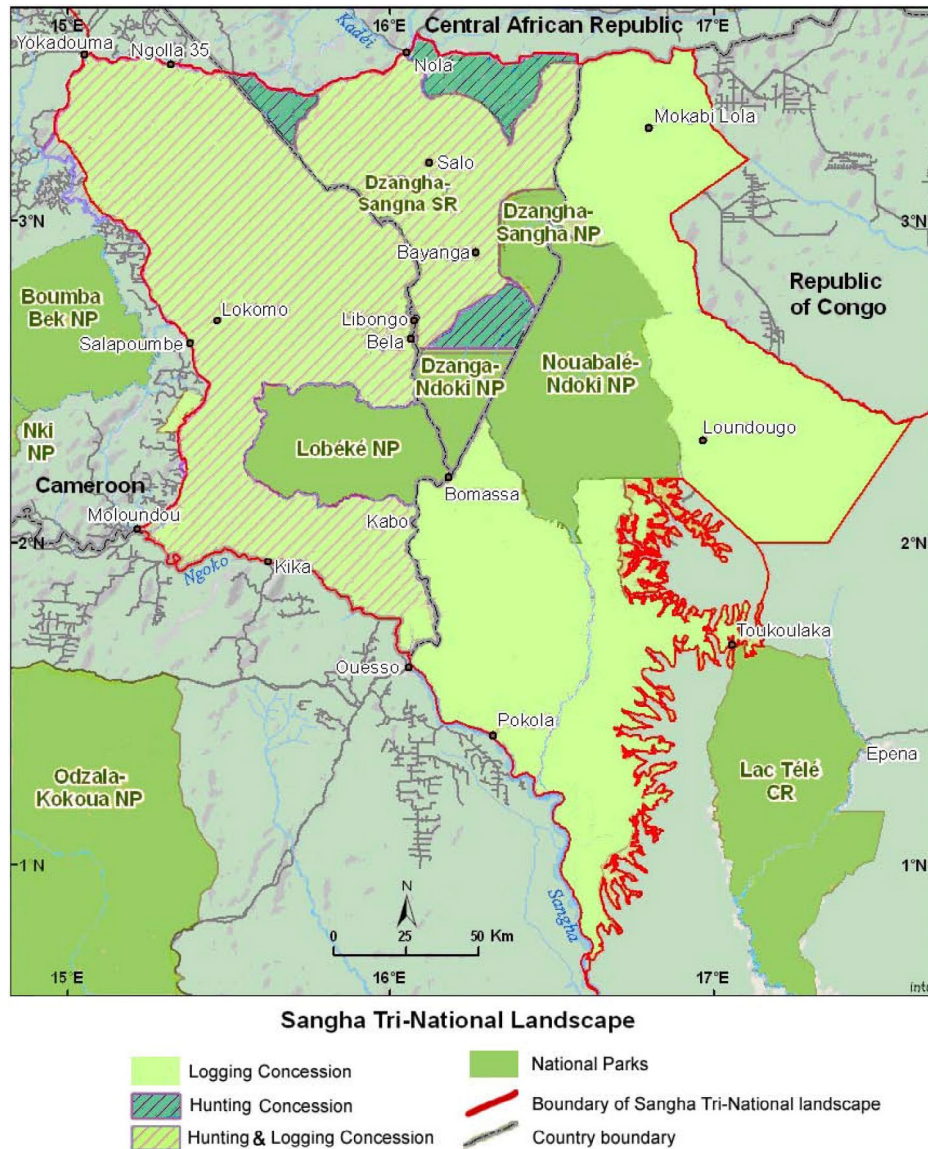 15°E
16°E
17°E
Kadéï
Central African Republic
Yokadouma
Ngolla 35
Nola
Mokabi Lola
Salo
Dzangha-
Sangna SR
Dzangha-
Sangha NP
3°N
3°N
Bayanga
Republic
of Congo
Boumba
Bek NP
Lokomo
Libongo
Bela
Salapoumbe
Dzanga-
Ndoki NP
Nouabalé-
Ndoki NP
Nki
NP
Lobéké NP
Loundougo
Cameroon
Bomassa
Moloundou
Kabo
2°N
2°N
Ngoko
Kika
Toukoulaka
Ouesso
Pokola
Epena
Odzala-
Kokoua NP
Lac Télé
CR
1°N
1°N
N
Sangha
0 25 50 Km
15°E
16°E
17°E
Sangha Tri-National Landscape
Logging Concession
National Parks
Hunting Concession
Boundary of Sangha Tri-National landscape
Hunting & Logging Concession
Country boundary